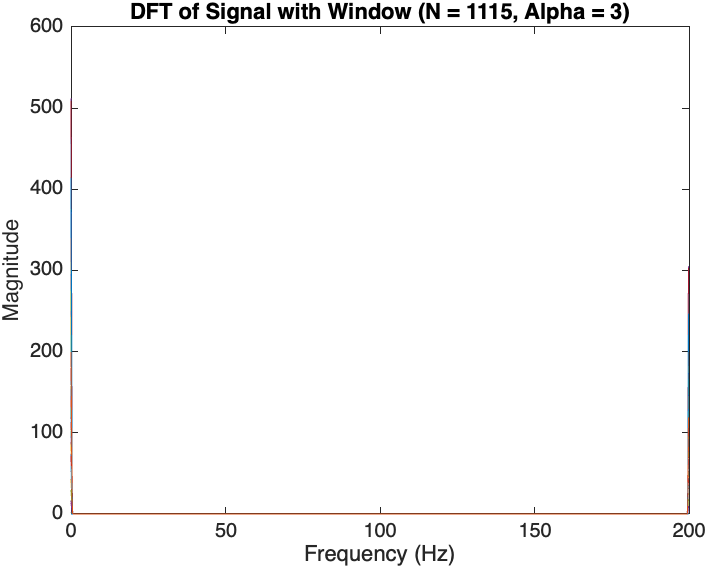 DFT of Signal with Window (N = 1115, Alpha = 3)
600
500
400
300
200
100
0
Magnitude
0 50 100 150 200
Frequency (Hz)